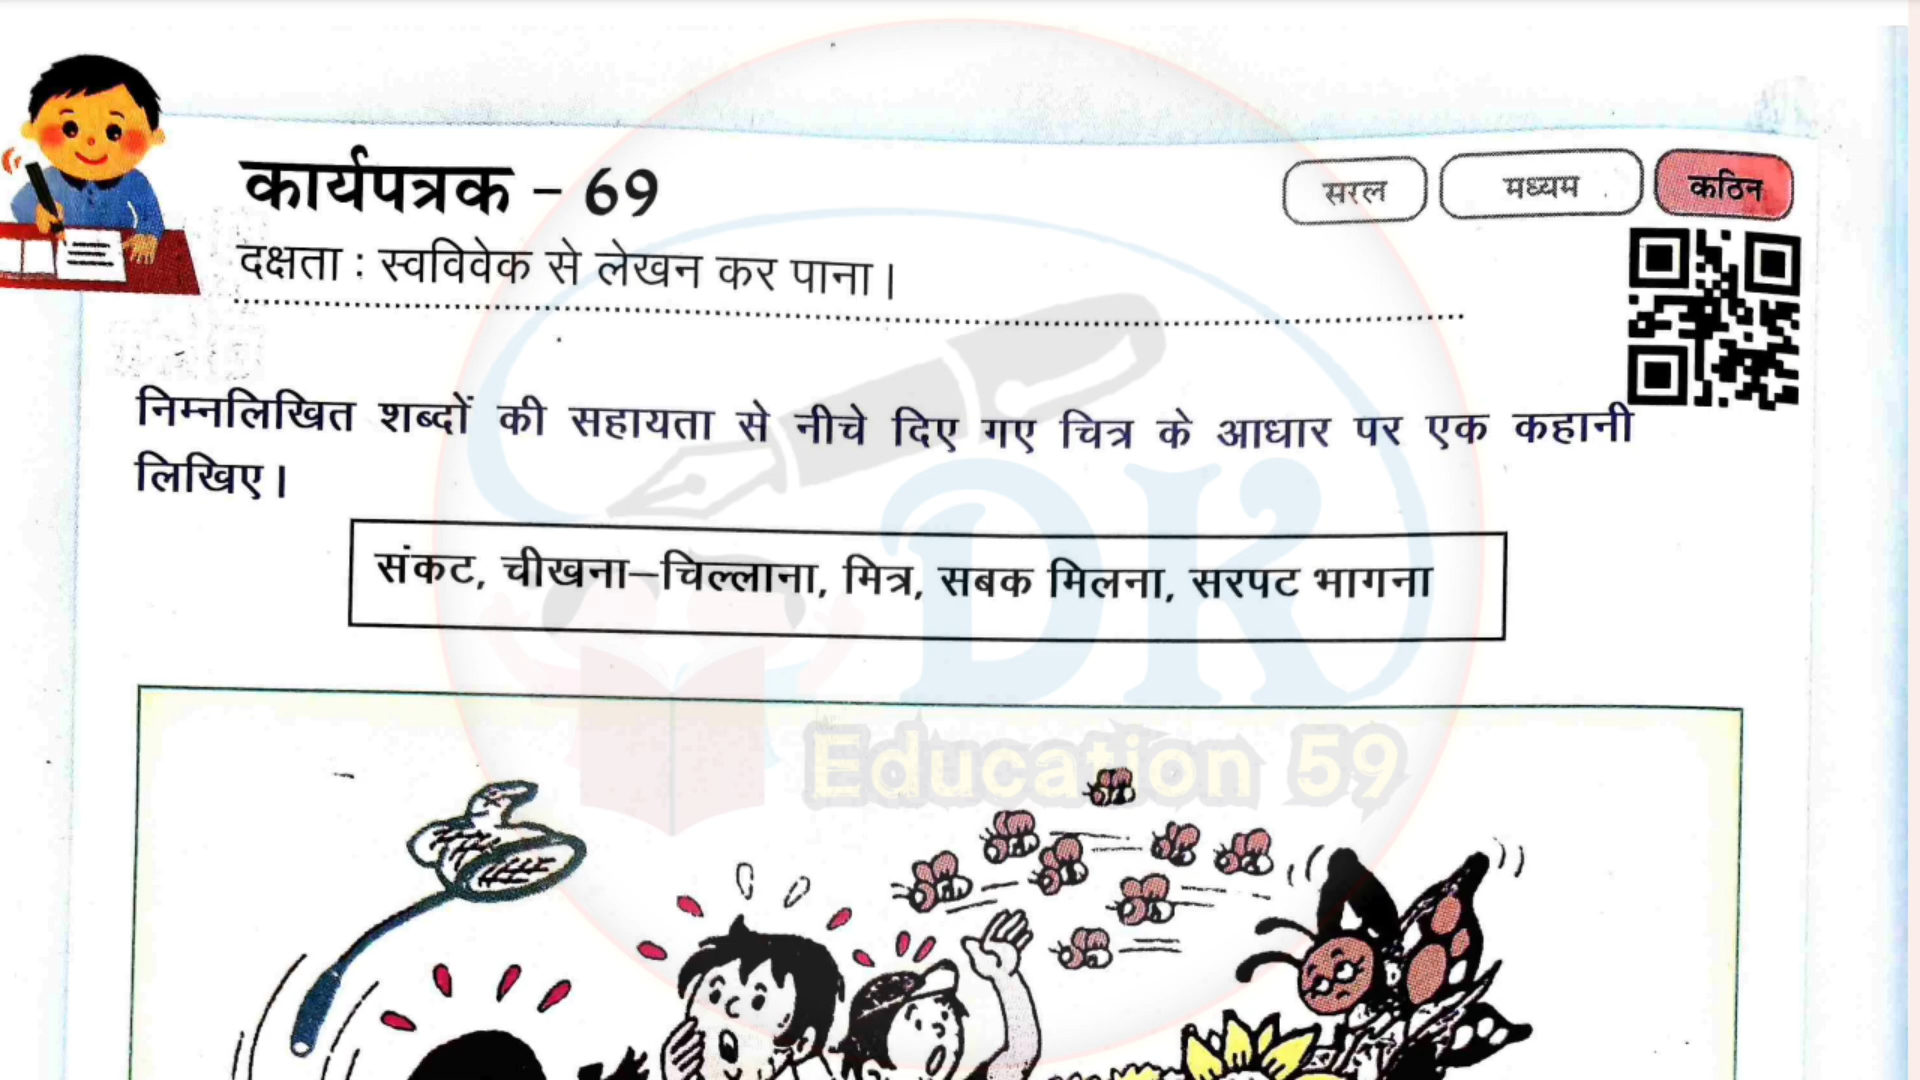 कार्यपत्रक – 69
सरल
मध्यम
कठिन
दक्षता : स्वविवेक से लेखन कर पाना।
निम्नलिखित शब्दों की सहायता से नीचे दिए गए चित्र के आधार पर एक कहानी
लिखिए।
संकट, चीखना–चिल्लाना, मित्र, सबक मिलना, सरपट भागना
DK
Education 59